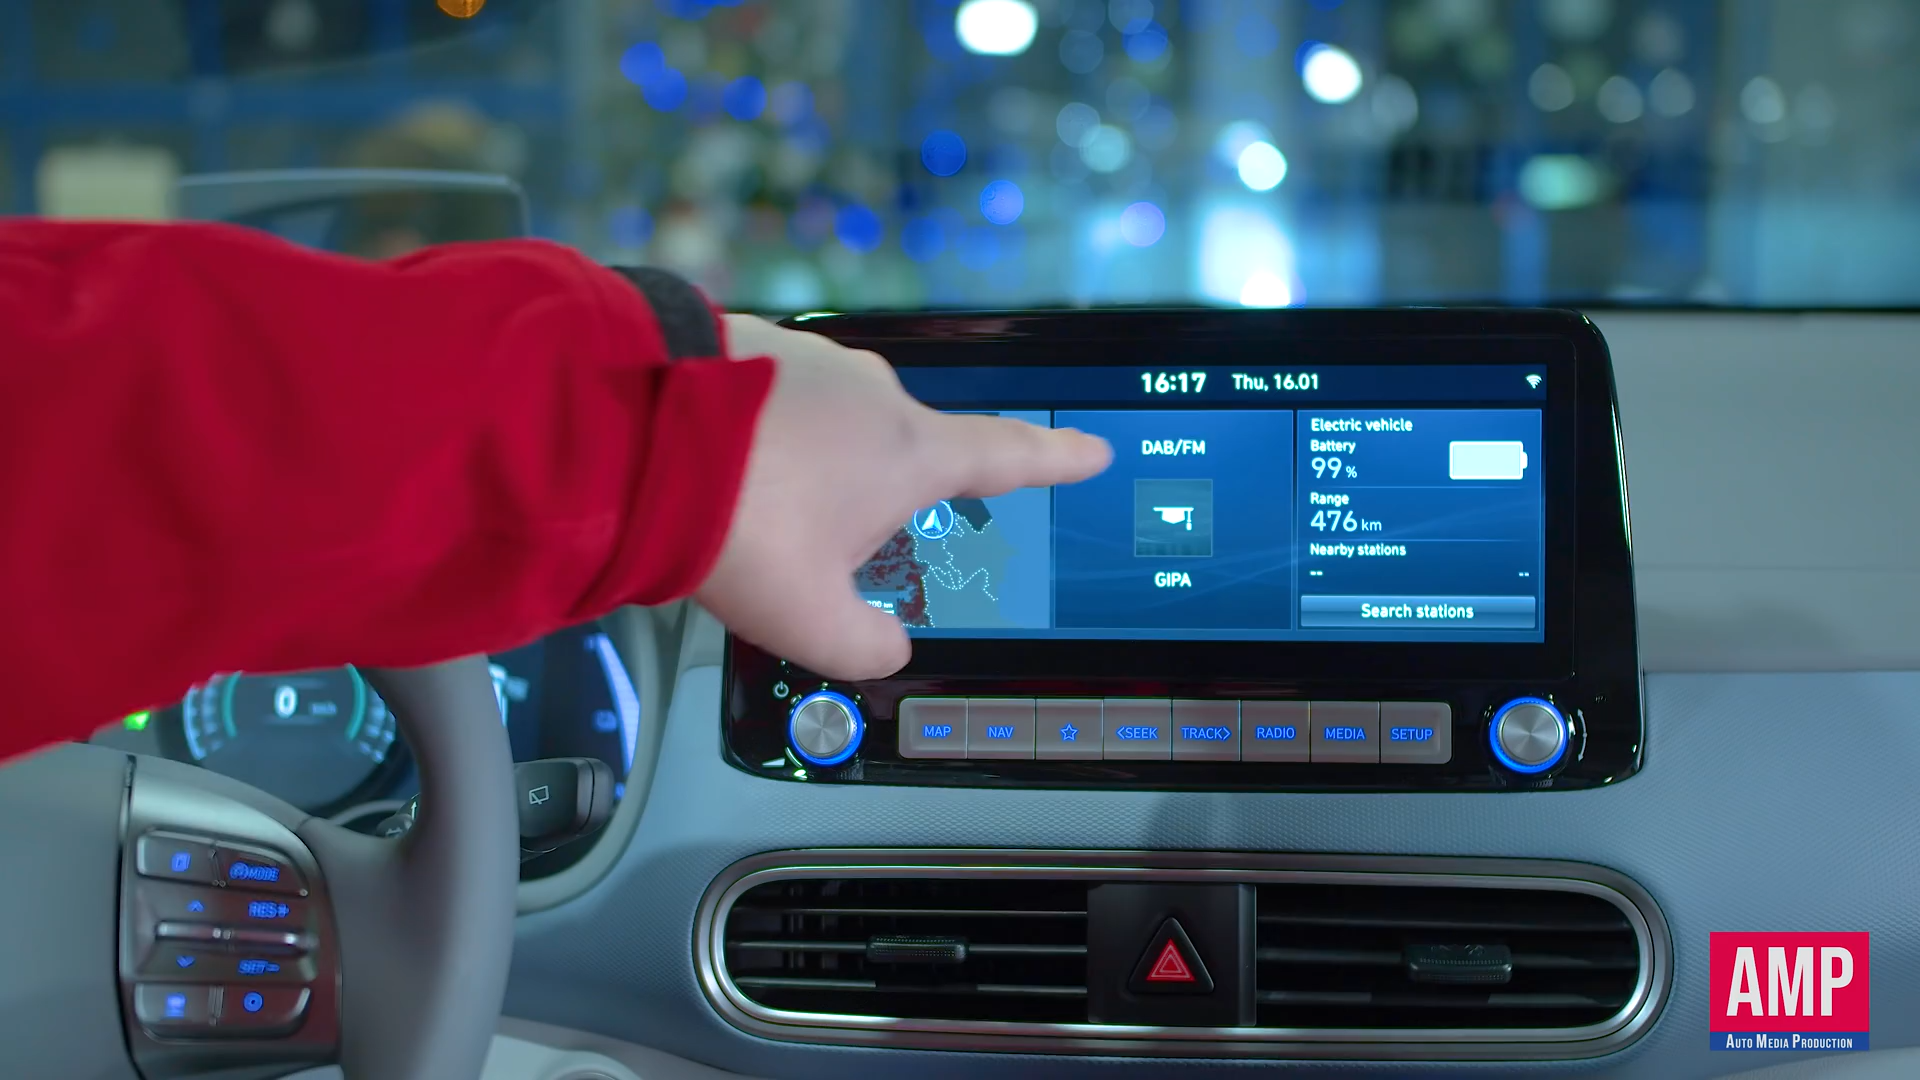 16:17 Thu, 16.01
DAB/FM
GIPA
Electric vehicle
Battery
99 %
Range
476 km
Nearby stations
-- --
Search stations
0
MAP NAV <SEEK TRACK> RADIO MEDIA SETUP
MODE
RES+
SET-
AMP
AUTO MEDIA PRODUCTION